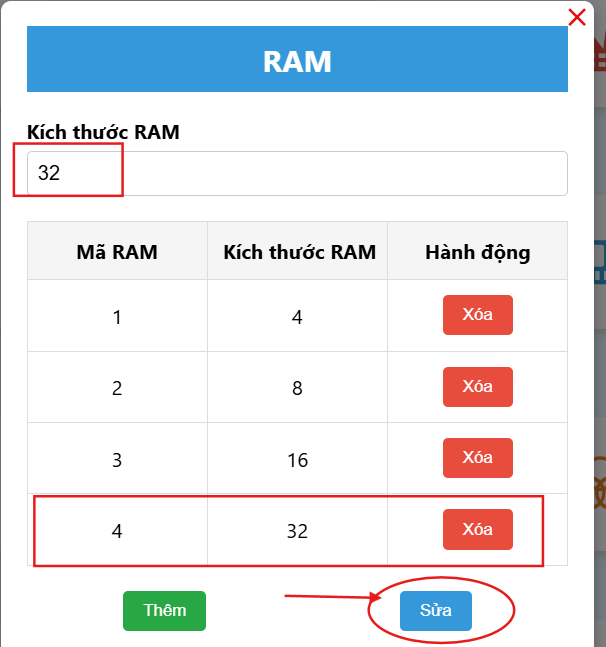 RAM
Kích thước RAM
32
Mã RAM Kích thước RAM Hành động
1 4 Xóa
2 8 Xóa
3 16 Xóa
4 32 Xóa
Thêm Sửa